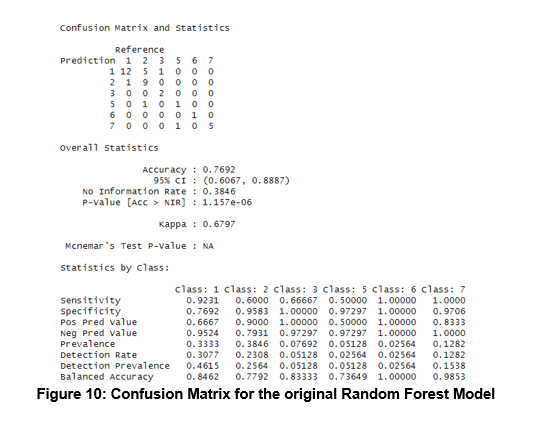 Confusion Matrix and Statistics
Reference
Prediction 1 2 3 5 6 7
1 12 5 1 0 0 0
2 1 9 0 0 0 0
3 0 0 2 0 0 0
5 0 1 0 1 0 0
6 0 0 0 0 1 0
7 0 0 0 1 0 5
Overall Statistics
Accuracy : 0.7692
95% CI : (0.6067, 0.8887)
No Information Rate : 0.3846
P-Value [Acc > NIR] : 1.157e-06
Kappa : 0.6797
Mcnemar's Test P-Value : NA
Statistics by Class:
Class: 1 Class: 2 Class: 3 Class: 5 Class: 6 Class: 7
Sensitivity 0.9231 0.6000 0.66667 0.50000 1.00000 1.0000
Specificity 0.7692 0.9583 1.00000 0.97297 1.00000 0.9706
Pos Pred Value 0.6667 0.9000 1.00000 0.50000 1.00000 0.8333
Neg Pred Value 0.9524 0.7931 0.97297 0.97297 1.00000 1.0000
Prevalence 0.3333 0.3846 0.07692 0.05128 0.02564 0.1282
Detection Rate 0.3077 0.2308 0.05128 0.02564 0.02564 0.1282
Detection Prevalence 0.4615 0.2564 0.05128 0.05128 0.02564 0.1538
Balanced Accuracy 0.8462 0.7792 0.83333 0.73649 1.00000 0.9853
Figure 10: Confusion Matrix for the original Random Forest Model